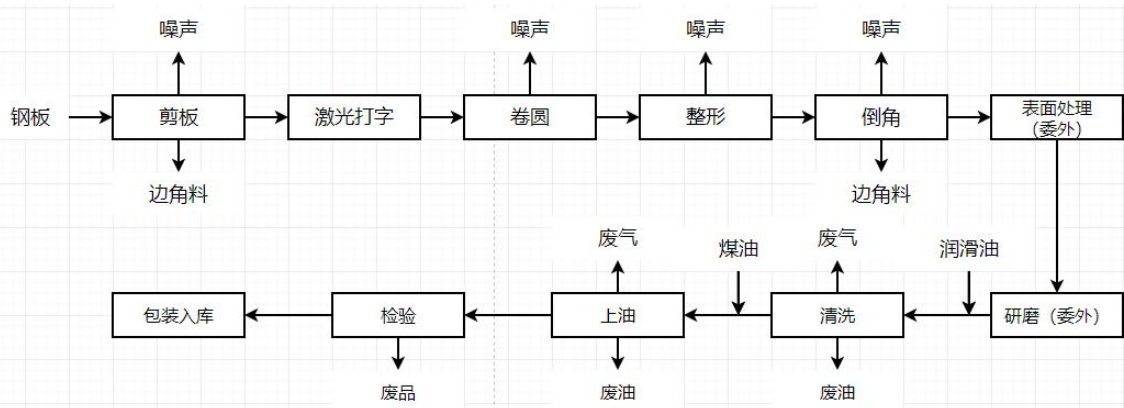 噪声
噪声
噪声
噪声
钢板
剪板
激光打字
卷圆
整形
倒角
表面处理
（委外）
边角料
边角料
废气
煤油
废气
润滑油
包装入库
检验
上油
清洗
研磨（委外）
废品
废油
废油